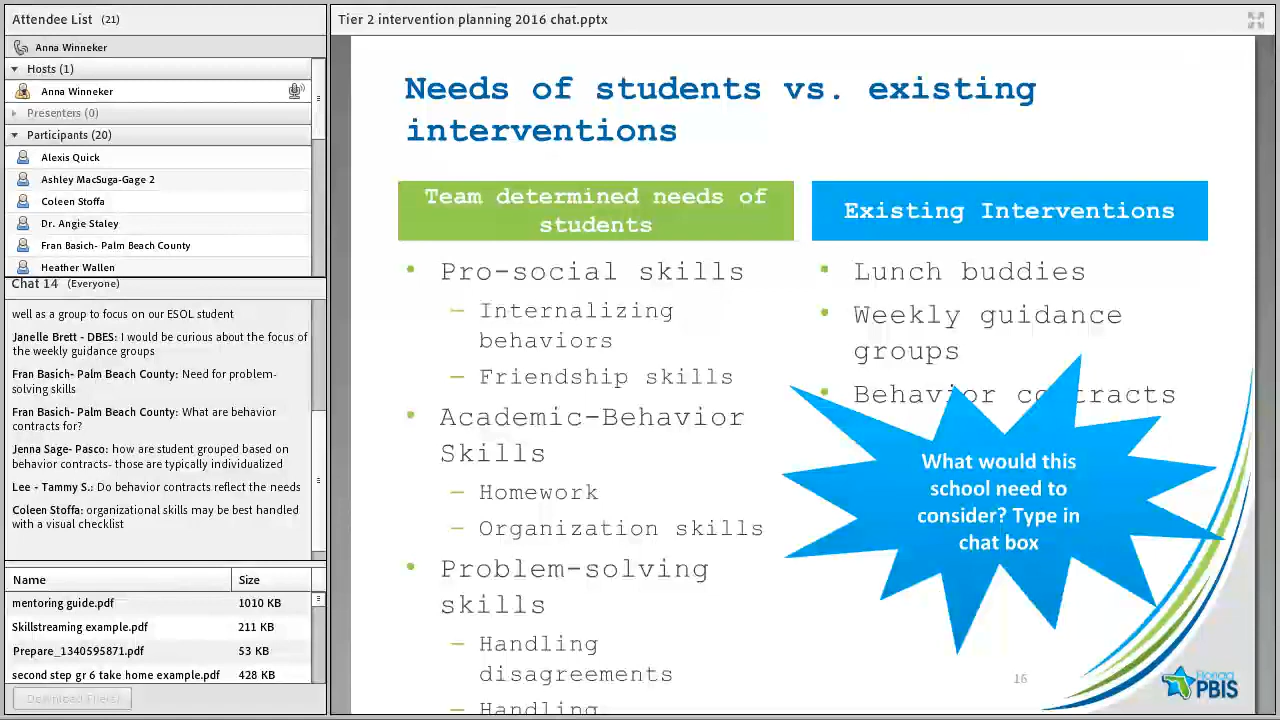 Attendee List (21)
Anna Winneker
Hosts (1)
Anna Winneker
Presenters (0)
Participants (20)
Alexis Quick
Ashley MacSuga-Gage 2
Coleen Stoffa
Dr. Angie Staley
Fran Basich- Palm Beach County
Heather Wallen
Chat 14 (Everyone)
well as a group to focus on our ESOL student
Janelle Brett - DBES: I would be curious about the focus of
the weekly guidance groups
Fran Basich- Palm Beach County: Need for problem-
solving skills
Fran Basich- Palm Beach County: What are behavior
contracts for?
Jenna Sage- Pasco: how are student grouped based on
behavior contracts- those are typically individualized
Lee - Tammy S.: Do behavior contracts reflect the needs
Coleen Stoffa: organizational skills may be best handled
with a visual checklist
Name Size
mentoring guide.pdf 1010 KB
Skillstreaming example.pdf 211 KB
Prepare_1340595871.pdf 53 KB
second step gr 6 take home example.pdf 428 KB
Download File(s)
Tier 2 intervention planning 2016 chat.pptx
Needs of students vs. existing
interventions
Team determined needs of
students
Pro-social skills
– Internalizing
behaviors
– Friendship skills
Academic-Behavior
Skills
– Homework
– Organization skills
Problem-solving
skills
– Handling
disagreements
– Handling
Existing Interventions
Lunch buddies
Weekly guidance
groups
Behavior contracts
What would this
school need to
consider? Type in
chat box
16
Florida
PBIS